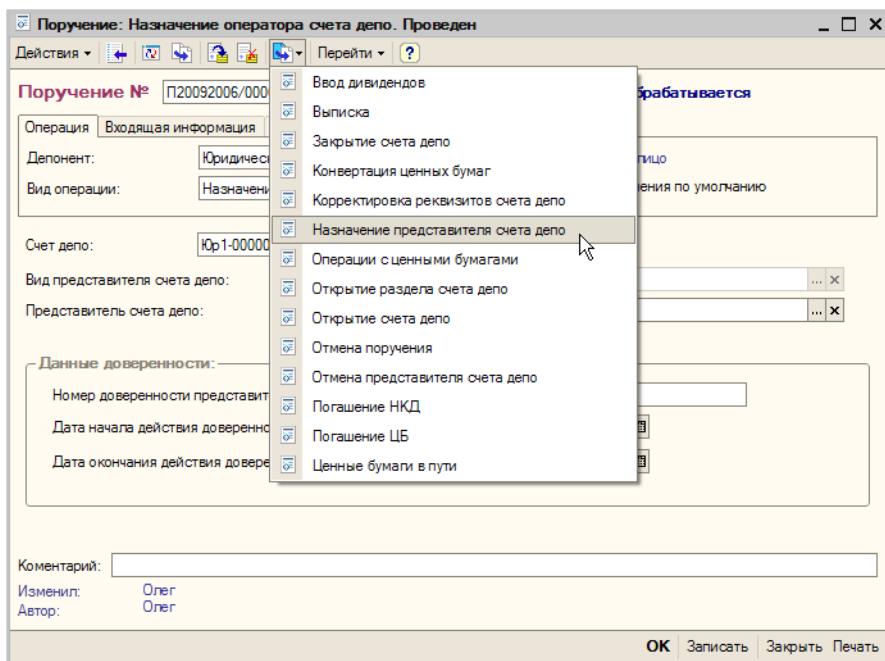 Поручение: Назначение оператора счета депо. Проведен
Действия Перейти ?
Поручение № П20092006/000
Операция Входящая информация
Депонент: Юридичес лицо
Вид операции: Назначени ения по умолчанию
Счет депо: Юр1-00000
Вид представителя счета депо: ...
Представитель счета депо: ...
Данные доверенности:
Номер доверенности представит
Дата начала действия доверенно
Дата окончания действия довере
Ввод дивидендов
Выписка
Закрытие счета депо
Конвертация ценных бумаг
Корректировка реквизитов счета депо
Назначение представителя счета депо
Операции с ценными бумагами
Открытие раздела счета депо
Открытие счета депо
Отмена поручения
Отмена представителя счета депо
Погашение НКД
Погашение ЦБ
Ценные бумаги в пути
Коментарий:
Изменил: Олег
Автор: Олег
OK Записать Закрыть Печать